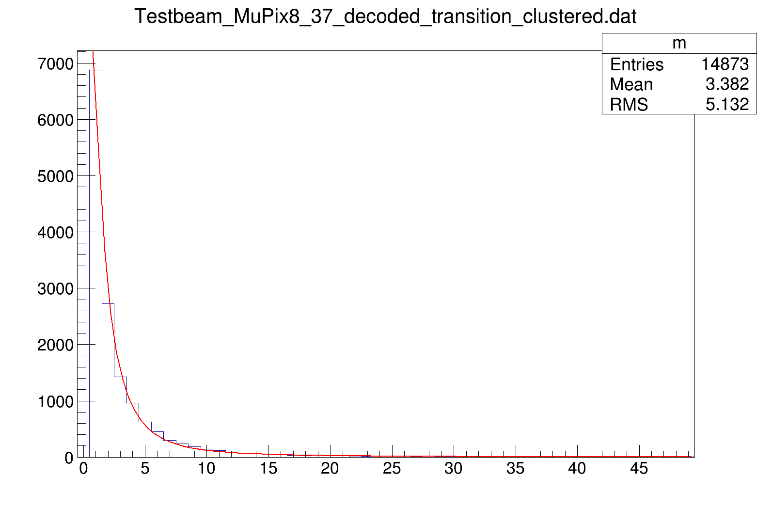 Testbeam_MuPix8_37_decoded_transition_clustered.dat
m
Entries 14873
Mean 3.382
RMS 5.132
7000
6000
5000
4000
3000
2000
1000
0
0 5 10 15 20 25 30 35 40 45